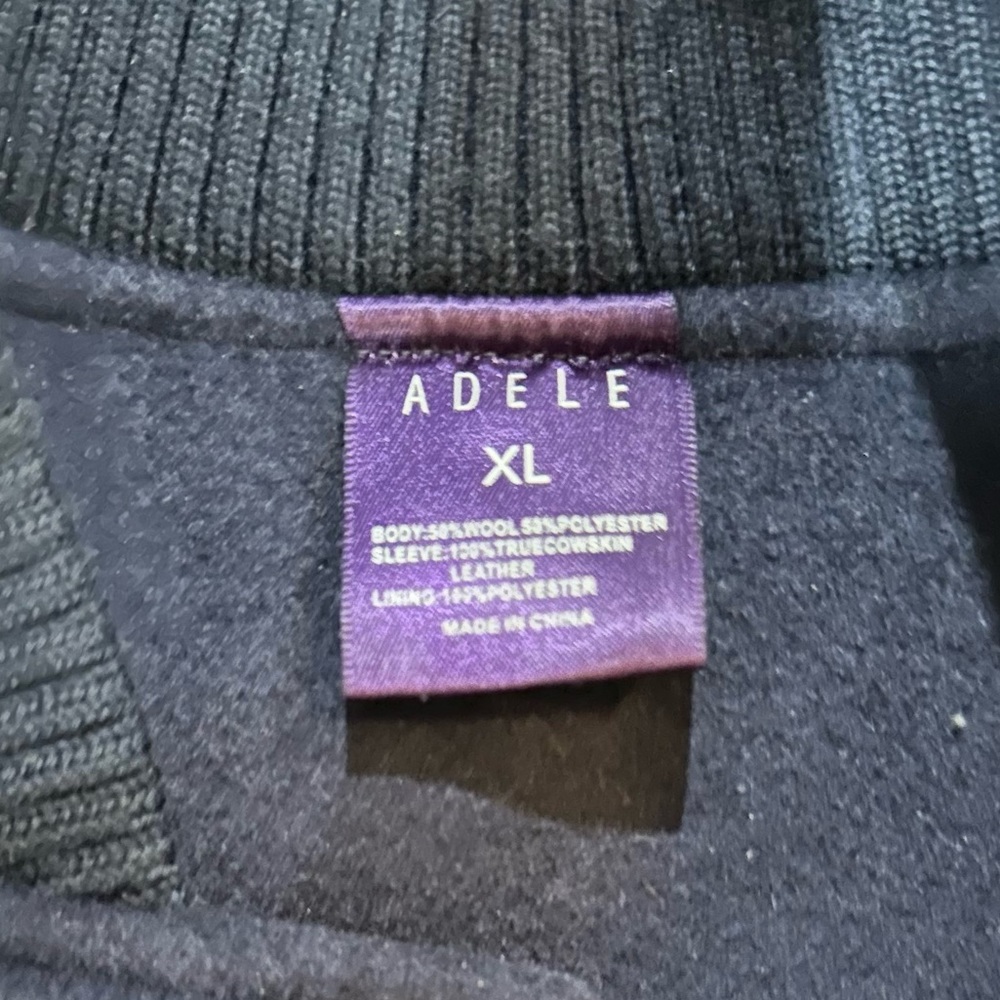 ADELE
XL
BODY:50%WOOL 50%POLYESTER
SLEEVE:100%TRUECOWSKIN
LEATHER
LINING 100%POLYESTER
MADE IN CHINA